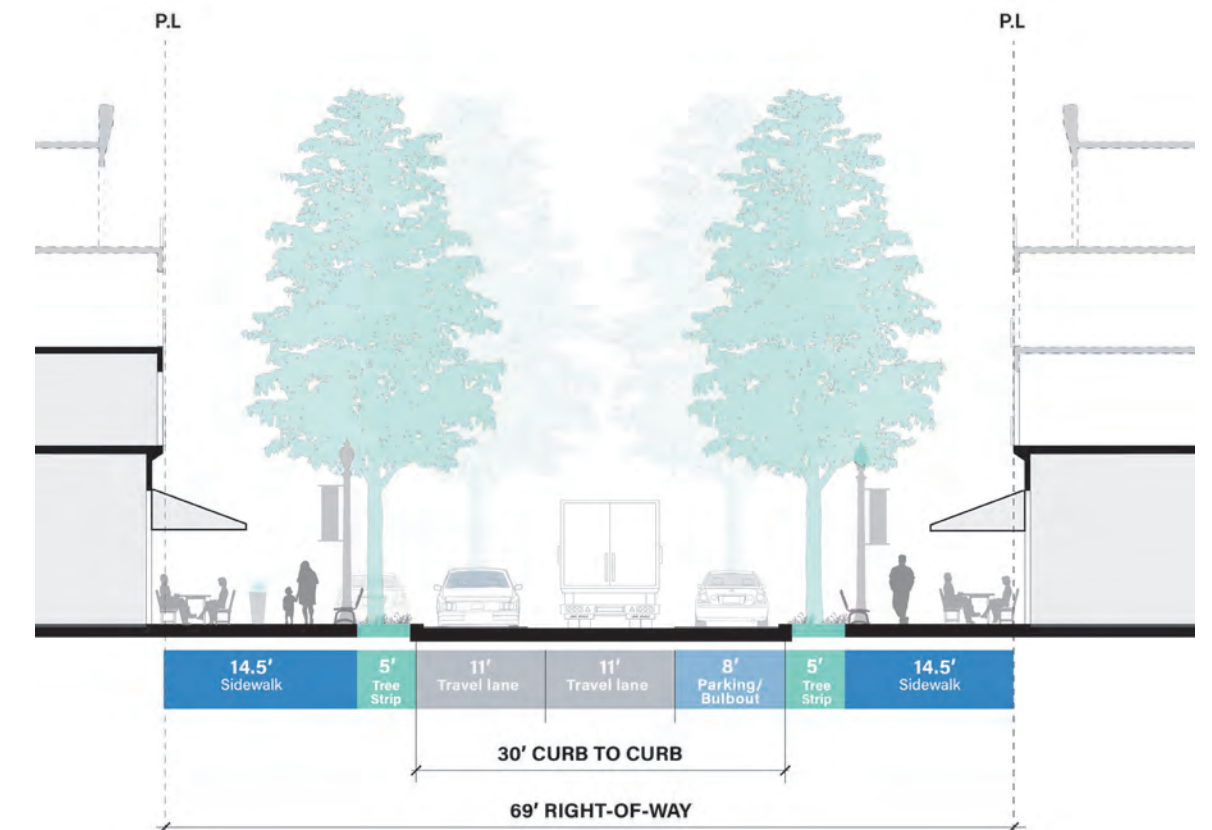 P.L
P.L
14.5'
Sidewalk
5'
Tree
Strip
11'
Travel lane
11'
Travel lane
8'
Parking/
Bulbout
5'
Tree
Strip
14.5'
Sidewalk
30' CURB TO CURB
69' RIGHT-OF-WAY